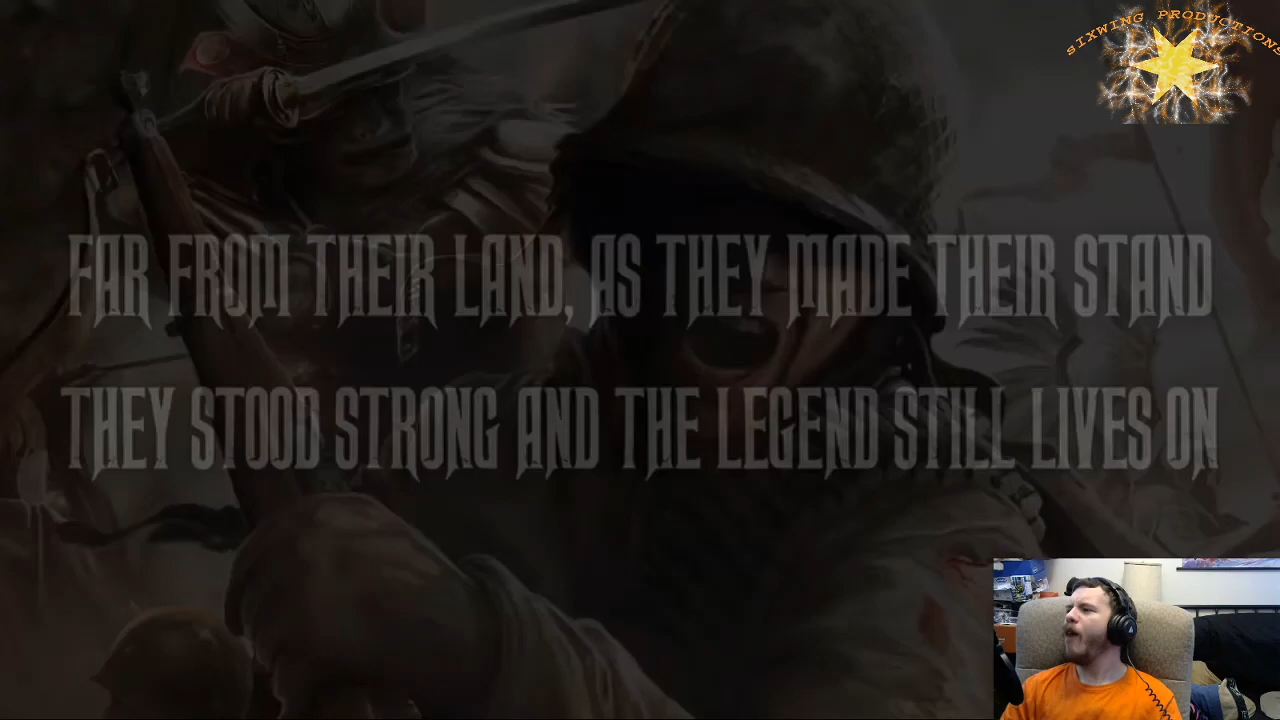 SIXWING PRODUCTIONS
FAR FROM THEIR LAND, AS THEY MADE THEIR STAND
THEY STOOD STRONG AND THE LEGEND STILL LIVES ON